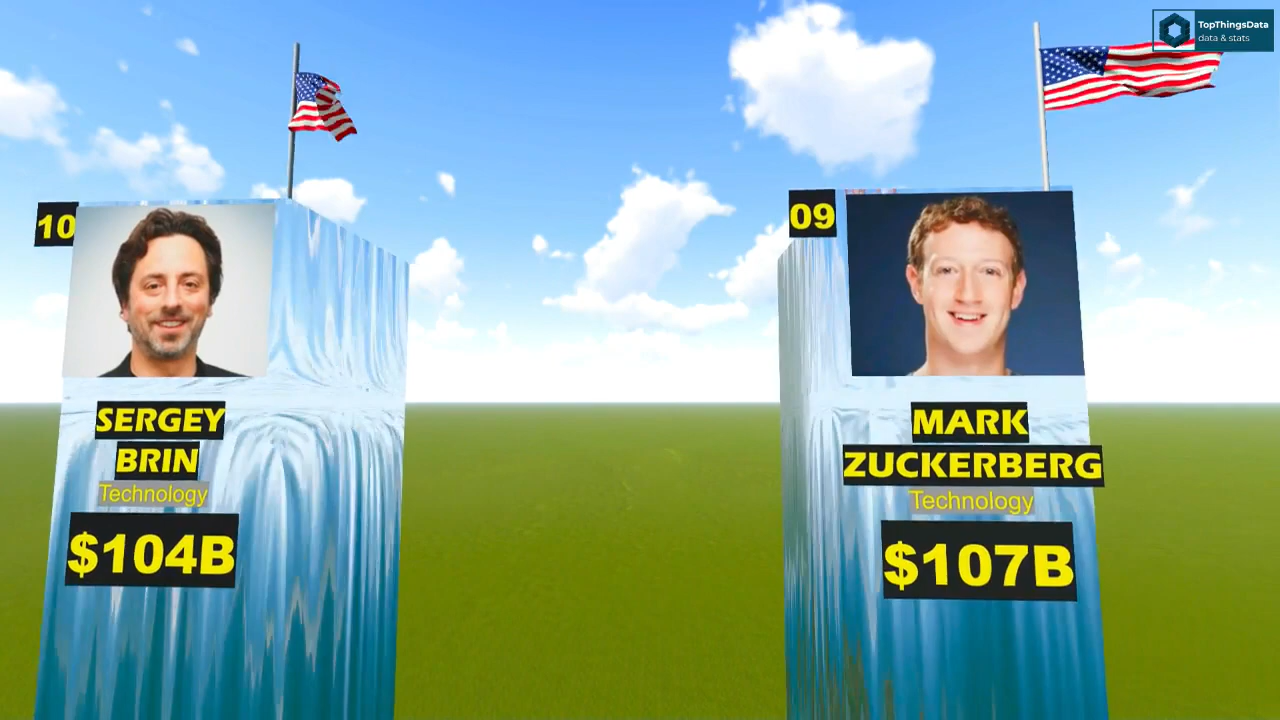 TopThingsData
data & stats
10
SERGEY
BRIN
Technology
$104B
09
MARK
ZUCKERBERG
Technology
$107B